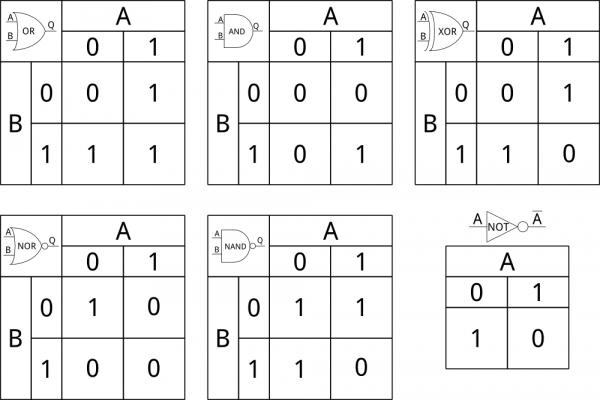 A B OR Q A
0 1
B 0 0 1
1 1 1
A B AND Q A
0 1
B 0 0 0
1 0 1
A B XOR Q A
0 1
B 0 0 1
1 1 0
A B NOR Q A
0 1
B 0 1 0
1 0 0
A B NAND Q A
0 1
B 0 1 1
1 1 0
A NOT A̅
A
0 1
1 0